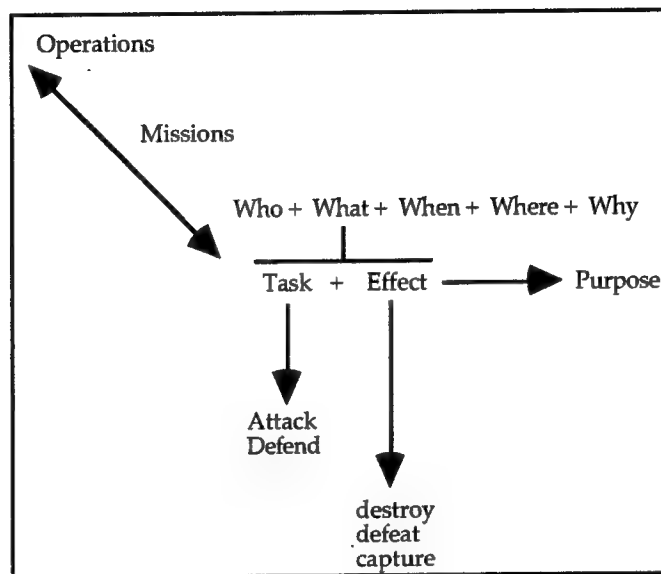 Operations
Missions
Who + What + When + Where + Why
Task + Effect
Purpose
Attack
Defend
destroy
defeat
capture